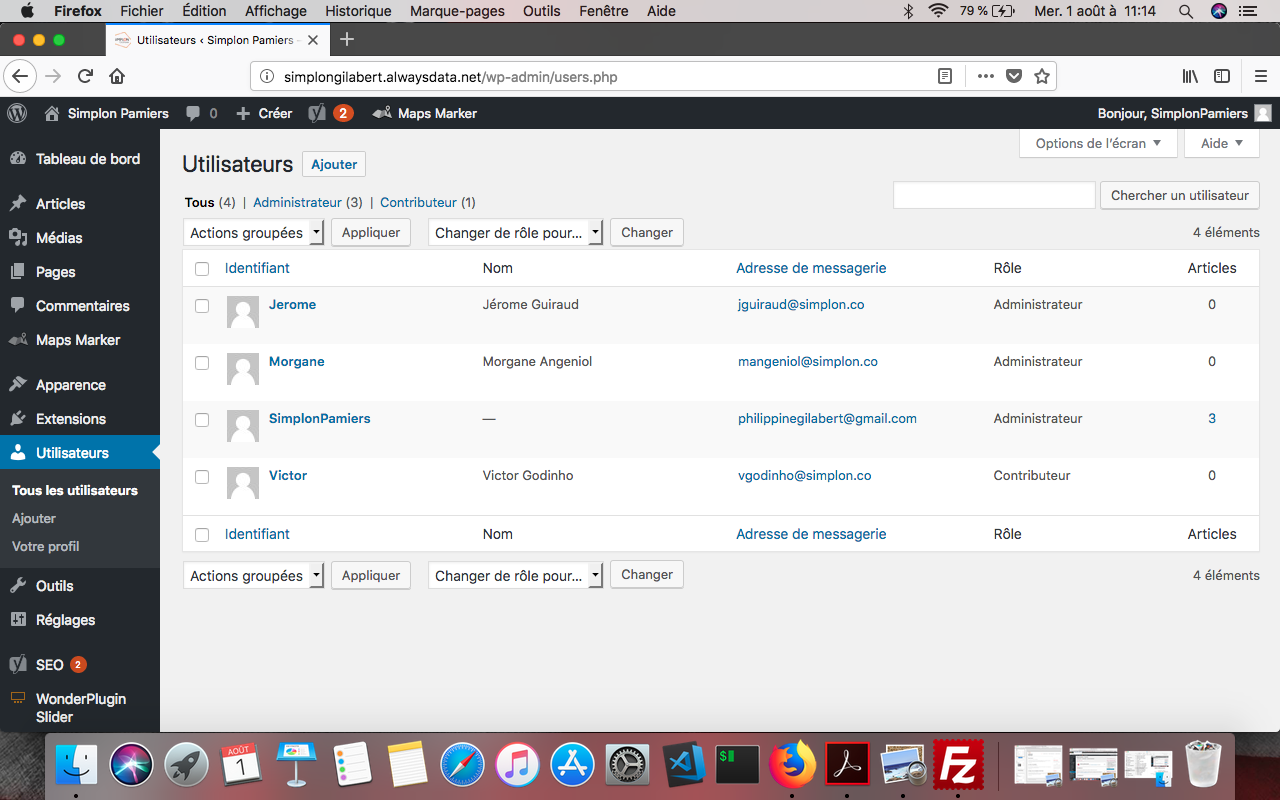 Firefox Fichier Édition Affichage Historique Marque-pages Outils Fenêtre Aide 79 % Mer. 1 août à 11:14
Utilisateurs ‹ Simplon Pamiers -
simplongilabert.alwaysdata.net/wp-admin/users.php
Simplon Pamiers 0 Créer 2 Maps Marker Bonjour, SimplonPamiers
Tableau de bord
Articles
Médias
Pages
Commentaires
Maps Marker
Apparence
Extensions
Utilisateurs
Tous les utilisateurs
Ajouter
Votre profil
Outils
Réglages
SEO 2
WonderPlugin
Slider
Options de l'écran Aide
Utilisateurs Ajouter
Tous (4) | Administrateur (3) | Contributeur (1)
Chercher un utilisateur
Actions groupées Appliquer Changer de rôle pour... Changer 4 éléments
Identifiant Nom Adresse de messagerie Rôle Articles
Jerome Jérome Guiraud jguiraud@simplon.co Administrateur 0
Morgane Morgane Angeniol mangeniol@simplon.co Administrateur 0
SimplonPamiers — philippinegilabert@gmail.com Administrateur 3
Victor Victor Godinho vgodinho@simplon.co Contributeur 0
Identifiant Nom Adresse de messagerie Rôle Articles
Actions groupées Appliquer Changer de rôle pour... Changer 4 éléments
AOÛT
1
$
Fz